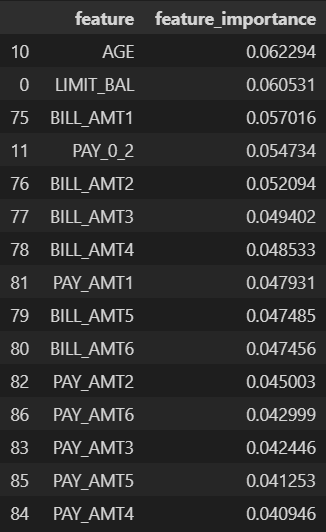 feature feature_importance
10 AGE 0.062294
0 LIMIT_BAL 0.060531
75 BILL_AMT1 0.057016
11 PAY_0_2 0.054734
76 BILL_AMT2 0.052094
77 BILL_AMT3 0.049402
78 BILL_AMT4 0.048533
81 PAY_AMT1 0.047931
79 BILL_AMT5 0.047485
80 BILL_AMT6 0.047456
82 PAY_AMT2 0.045003
86 PAY_AMT6 0.042999
83 PAY_AMT3 0.042446
85 PAY_AMT5 0.041253
84 PAY_AMT4 0.040946